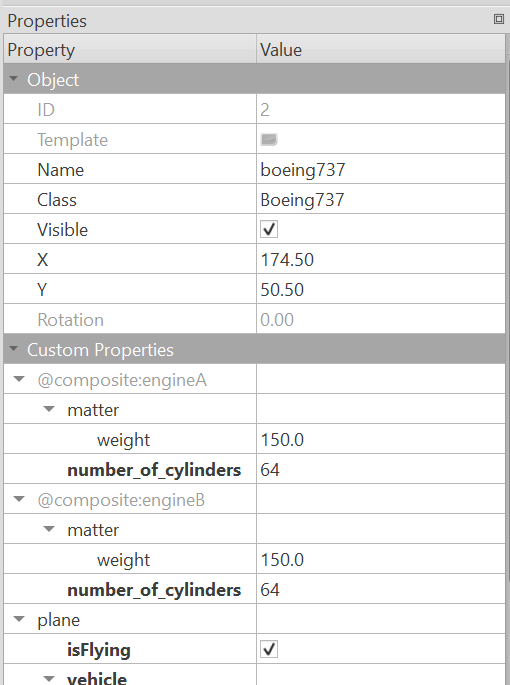 Properties
Property Value
Object
ID 2
Template
Name boeing737
Class Boeing737
Visible
X 174.50
Y 50.50
Rotation 0.00
Custom Properties
@composite:engineA
matter
weight 150.0
number_of_cylinders 64
@composite:engineB
matter
weight 150.0
number_of_cylinders 64
plane
isFlying
vehicle